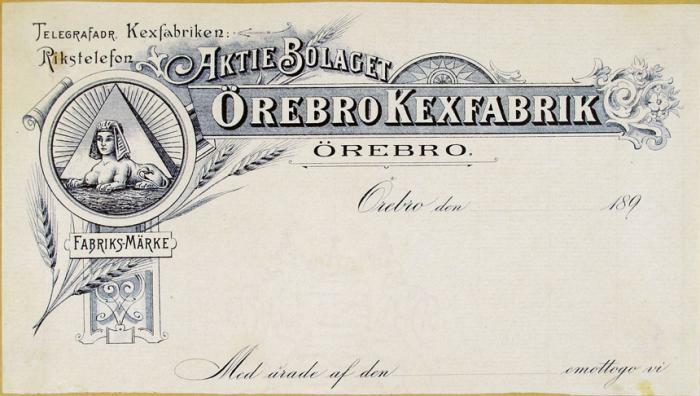 TELEGRAFADR. Kexfabriken:
Rikstelefon
AKTIE BOLAGET
ÖREBRO KEXFABRIK
ÖREBRO.
Örebro den 189
FABRIKS-MÄRKE
Med ärade af den emottogo vi